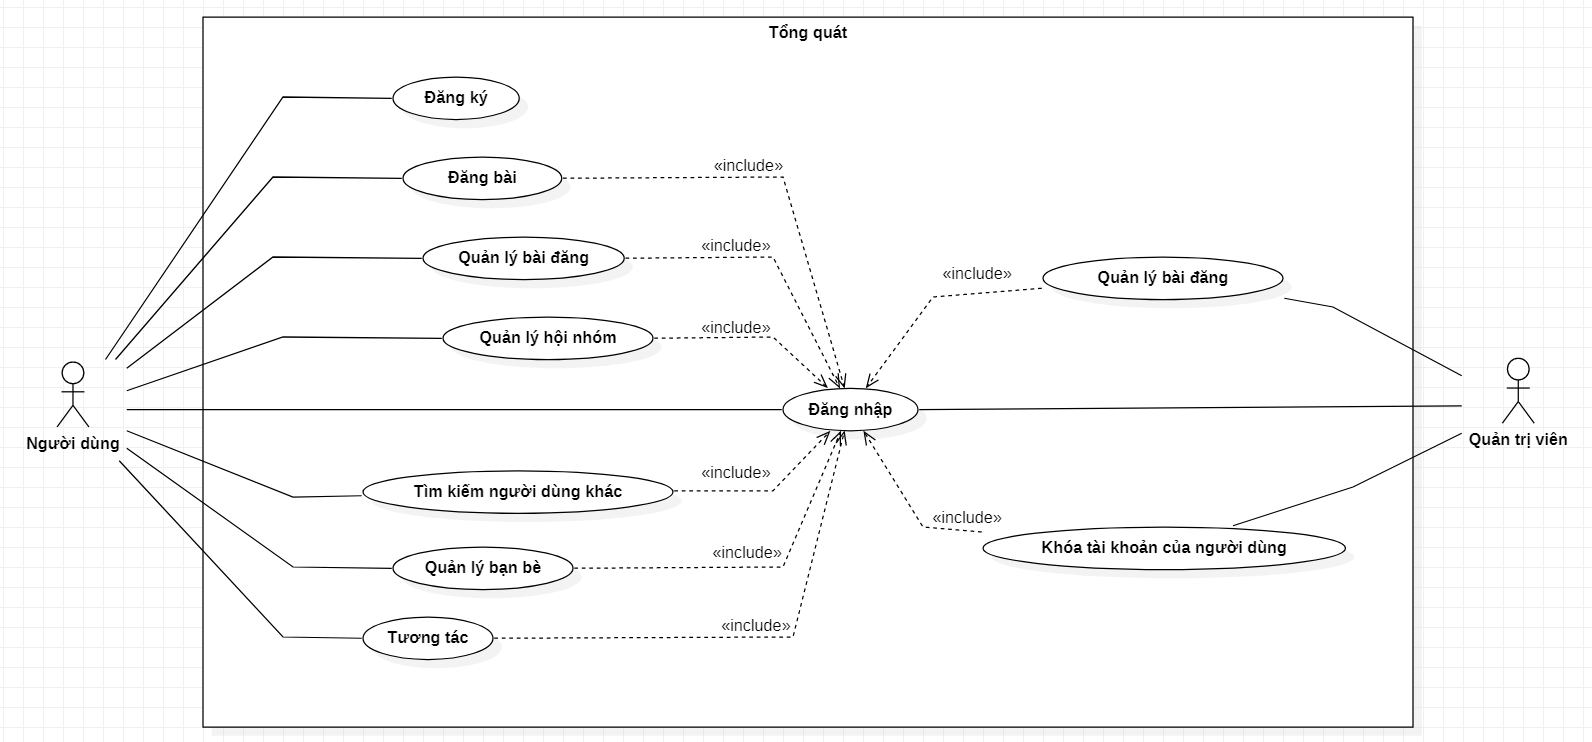 Tổng quát
Đăng ký
Đăng bài
«include»
Quản lý bài đăng
«include»
Quản lý bài đăng
«include»
Quản lý hội nhóm
«include»
Đăng nhập
Người dùng
Quản trị viên
Tìm kiếm người dùng khác
«include»
Khóa tài khoản của người dùng
«include»
Quản lý bạn bè
«include»
Tương tác
«include»